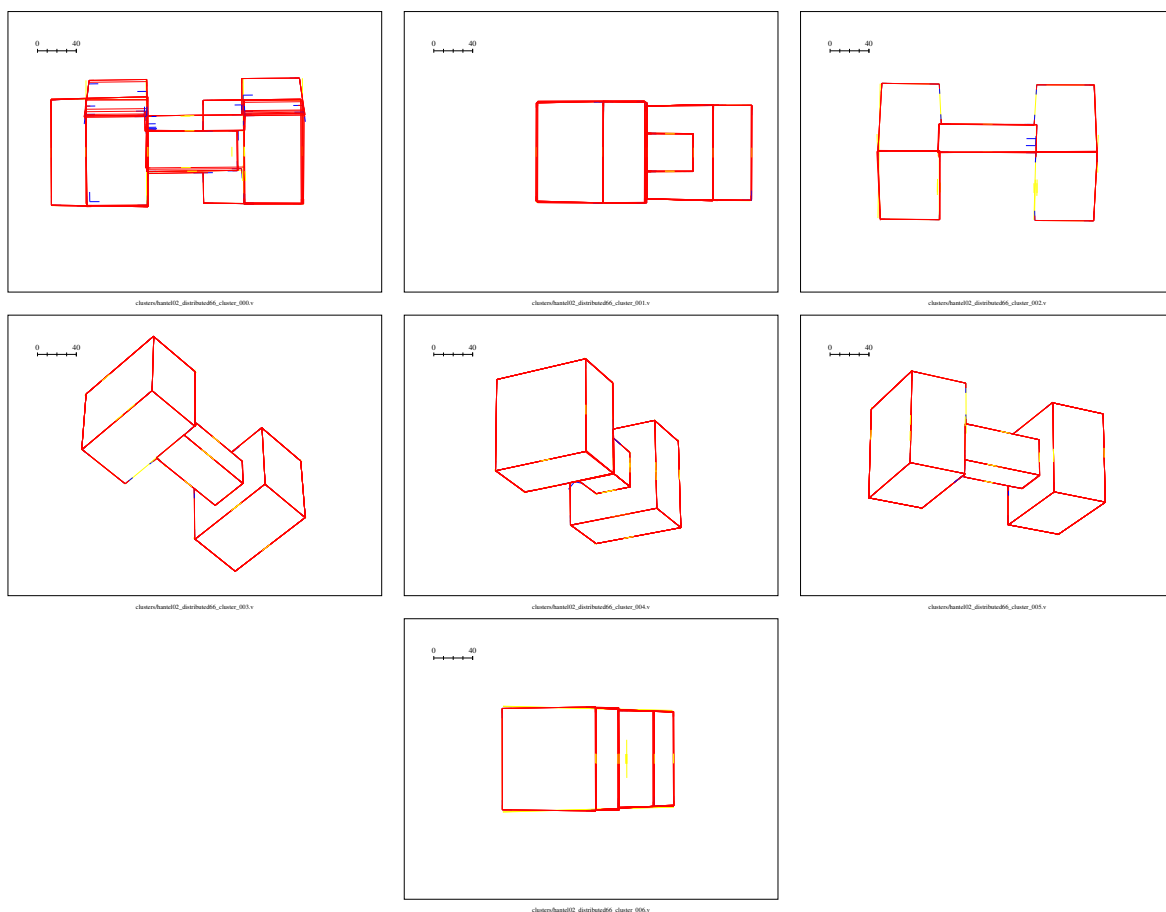 0 40
0 40
0 40
clusters/hantel02_distributed66_cluster_000.v
clusters/hantel02_distributed66_cluster_001.v
clusters/hantel02_distributed66_cluster_002.v
0 40
0 40
0 40
clusters/hantel02_distributed66_cluster_003.v
clusters/hantel02_distributed66_cluster_004.v
clusters/hantel02_distributed66_cluster_005.v
0 40
clusters/hantel02_distributed66_cluster_006.v